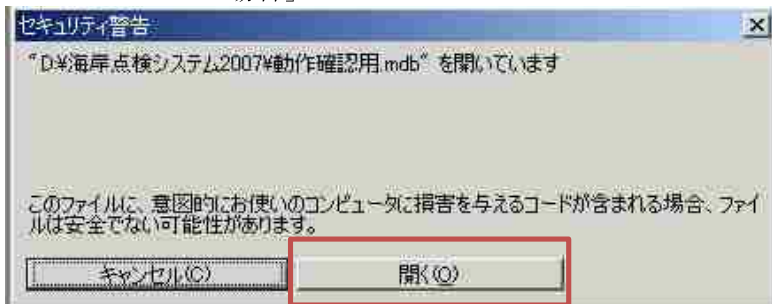 セキュリティ警告
"D¥海岸点検システム2007¥動作確認用.mdb" を開いています
このファイルに、意図的にお使いのコンピュータに損害を与えるコードが含まれる場合、ファイ
ルは安全でない可能性があります。
キャンセル(C)
開く(O)